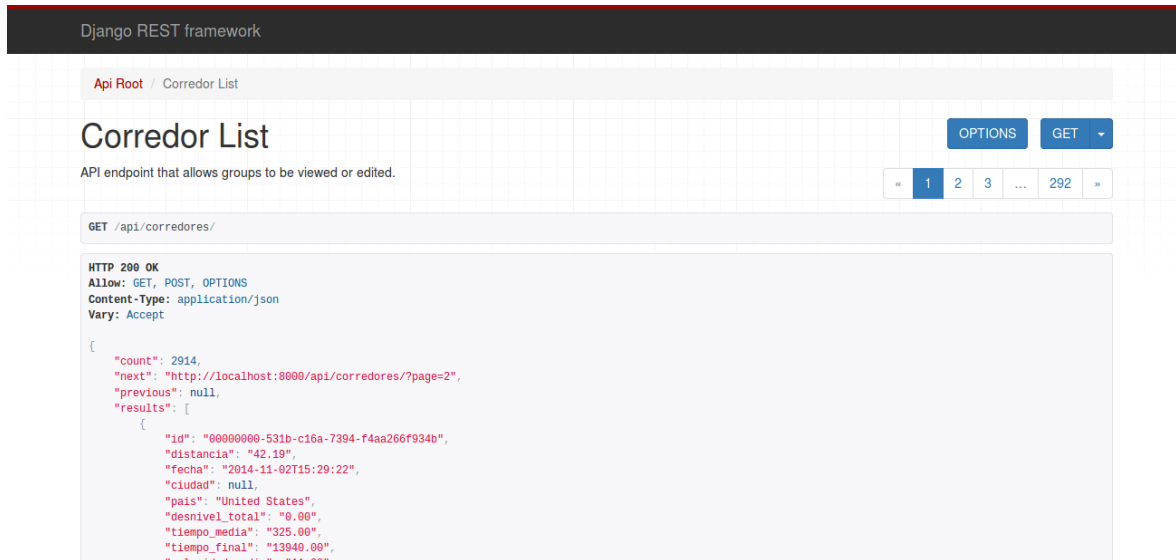 Django REST framework
Api Root / Corredor List
Corredor List
OPTIONS GET
API endpoint that allows groups to be viewed or edited.
« 1 2 3 … 292 »
GET /api/corredores/
HTTP 200 OK
Allow: GET, POST, OPTIONS
Content-Type: application/json
Vary: Accept
{
"count": 2914,
"next": "http://localhost:8000/api/corredores/?page=2",
"previous": null,
"results": [
{
"id": "00000000-531b-c16a-7394-f4aa266f934b",
"distancia": "42.19",
"fecha": "2014-11-02T15:29:22",
"ciudad": null,
"pais": "United States",
"desnivel_total": "0.00",
"tiempo_media": "325.00",
"tiempo_final": "13940.00",